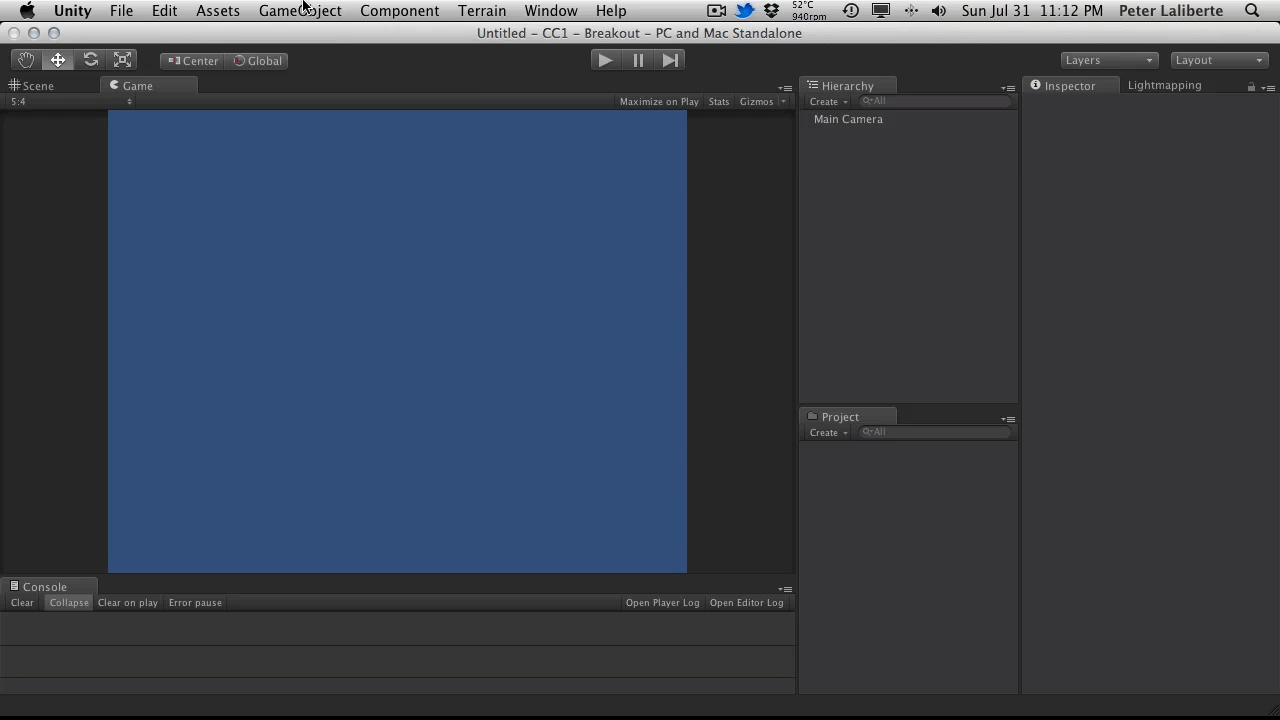 Unity File Edit Assets GameObject Component Terrain Window Help 52°C 940rpm Sun Jul 31 11:12 PM Peter Laliberte
Untitled - CC1 - Breakout - PC and Mac Standalone
Center Global Layers Layout
Scene Game Hierarchy Inspector Lightmapping
5:4 Maximize on Play Stats Gizmos Create All
Main Camera
Project
Create All
Console
Clear Collapse Clear on play Error pause Open Player Log Open Editor Log